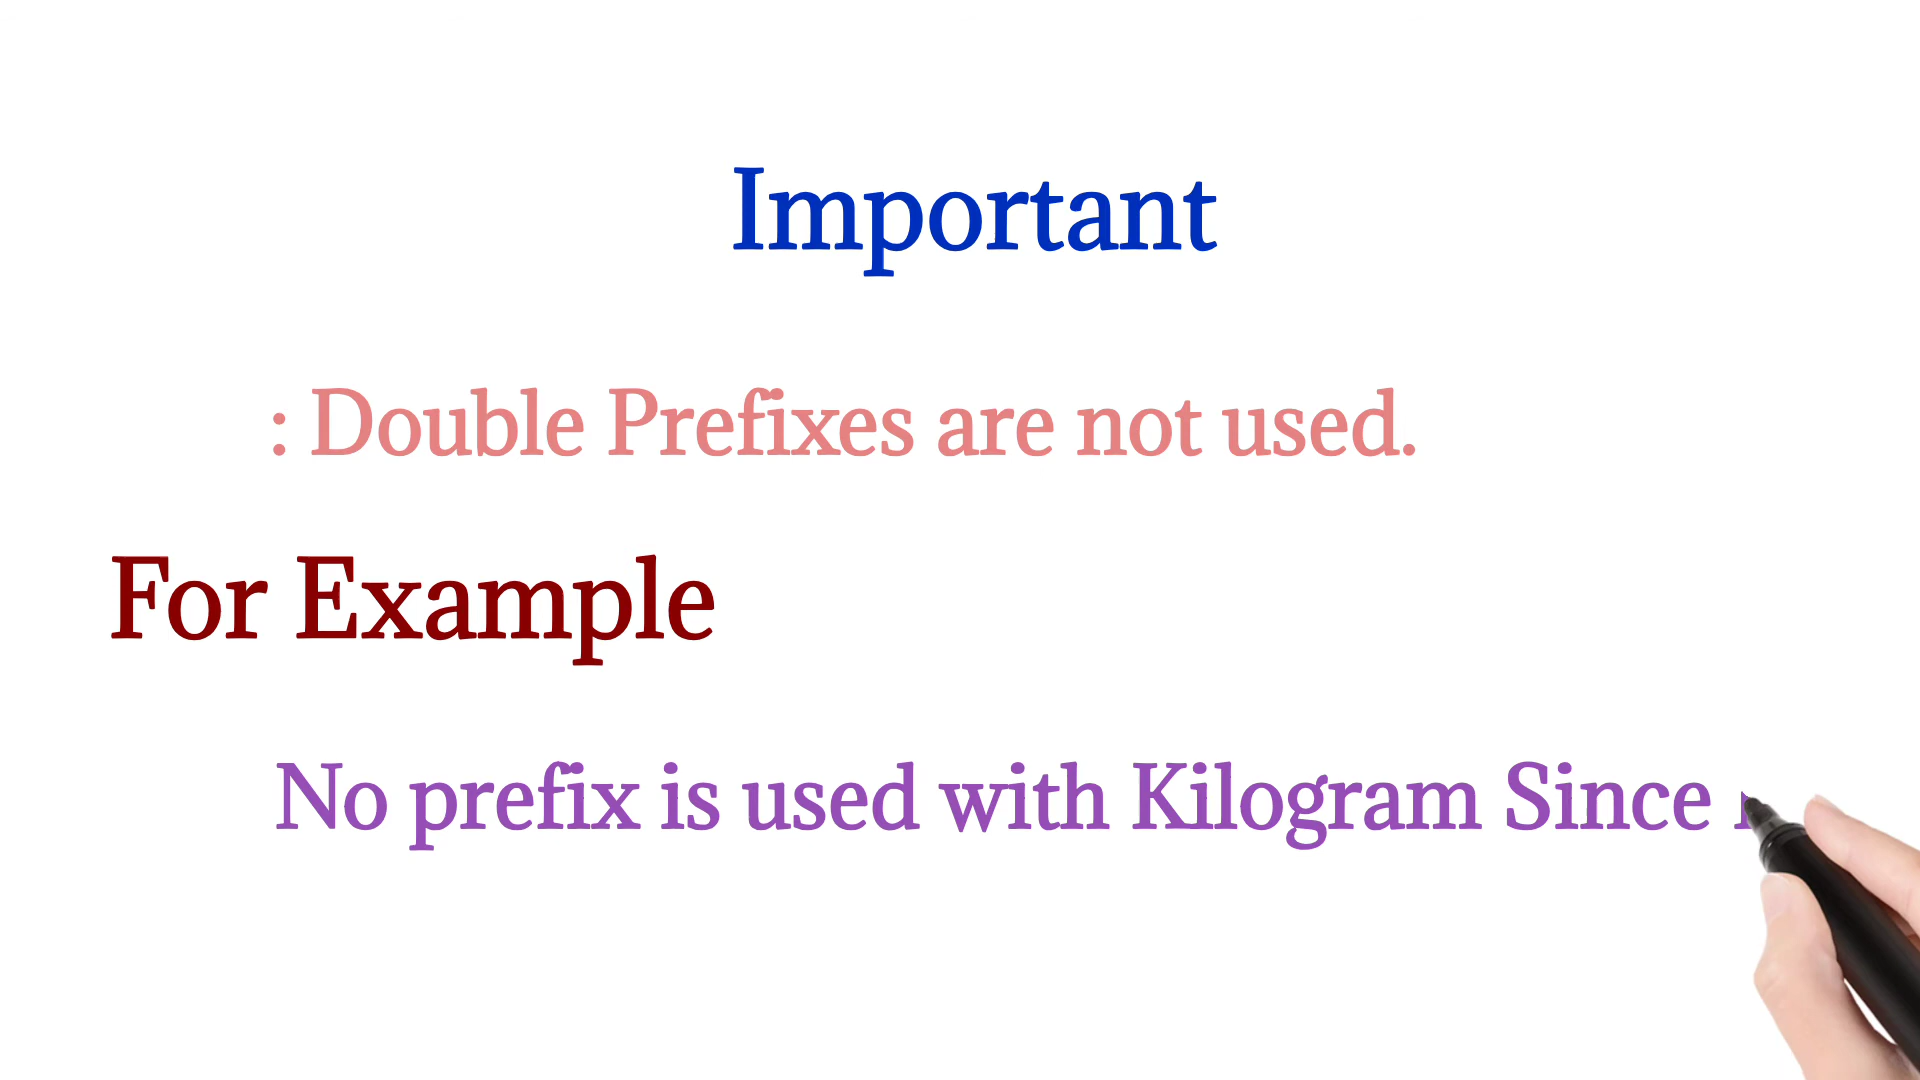 Important
: Double Prefixes are not used.
For Example
No prefix is used with Kilogram Since